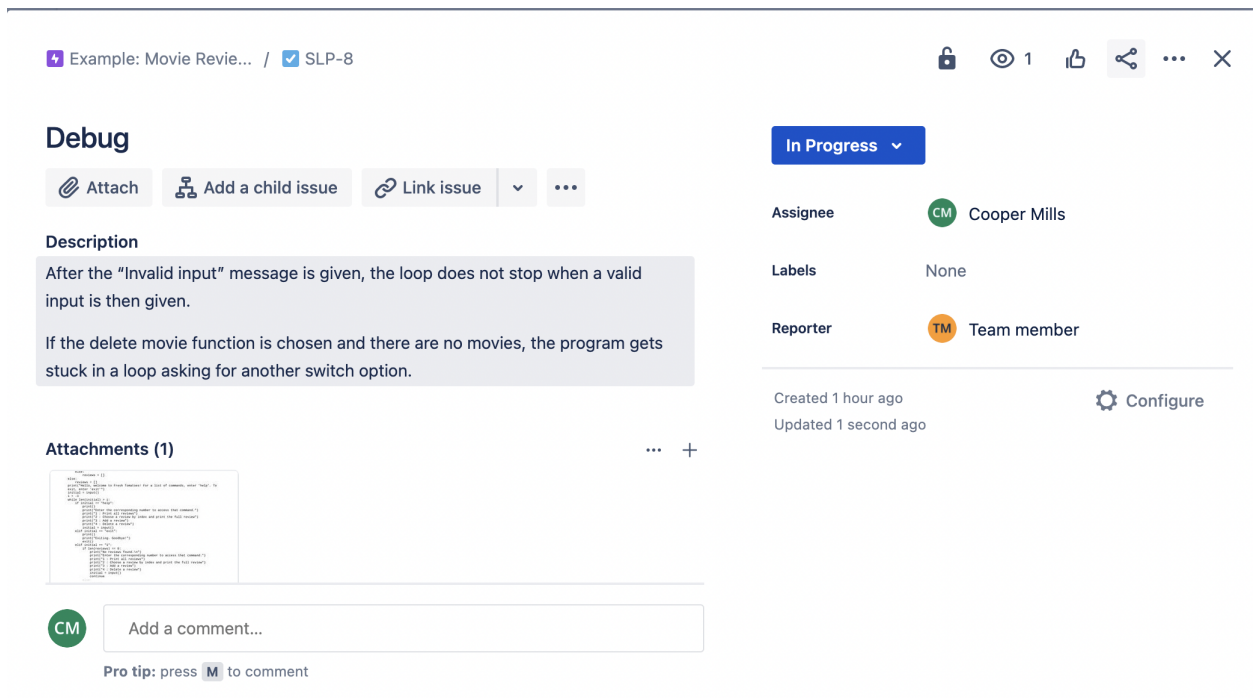 Example: Movie Revie... / SLP-8
1
Debug
In Progress
Attach
Add a child issue
Link issue
Assignee
CM
Cooper Mills
Description
After the “Invalid input” message is given, the loop does not stop when a valid
input is then given.
If the delete movie function is chosen and there are no movies, the program gets
stuck in a loop asking for another switch option.
Labels
None
Reporter
TM
Team member
Created 1 hour ago
Updated 1 second ago
Configure
Attachments (1)
CM
Add a comment...
Pro tip: press M to comment